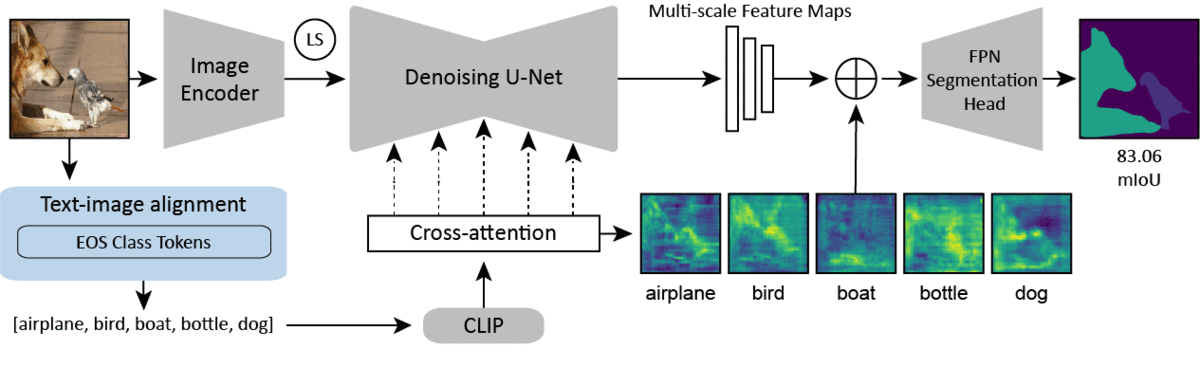 Image
Encoder
LS
Denoising U-Net
Multi-scale Feature Maps
FPN
Segmentation
Head
83.06
mIoU
Text-image alignment
EOS Class Tokens
[airplane, bird, boat, bottle, dog]
Cross-attention
CLIP
airplane
bird
boat
bottle
dog